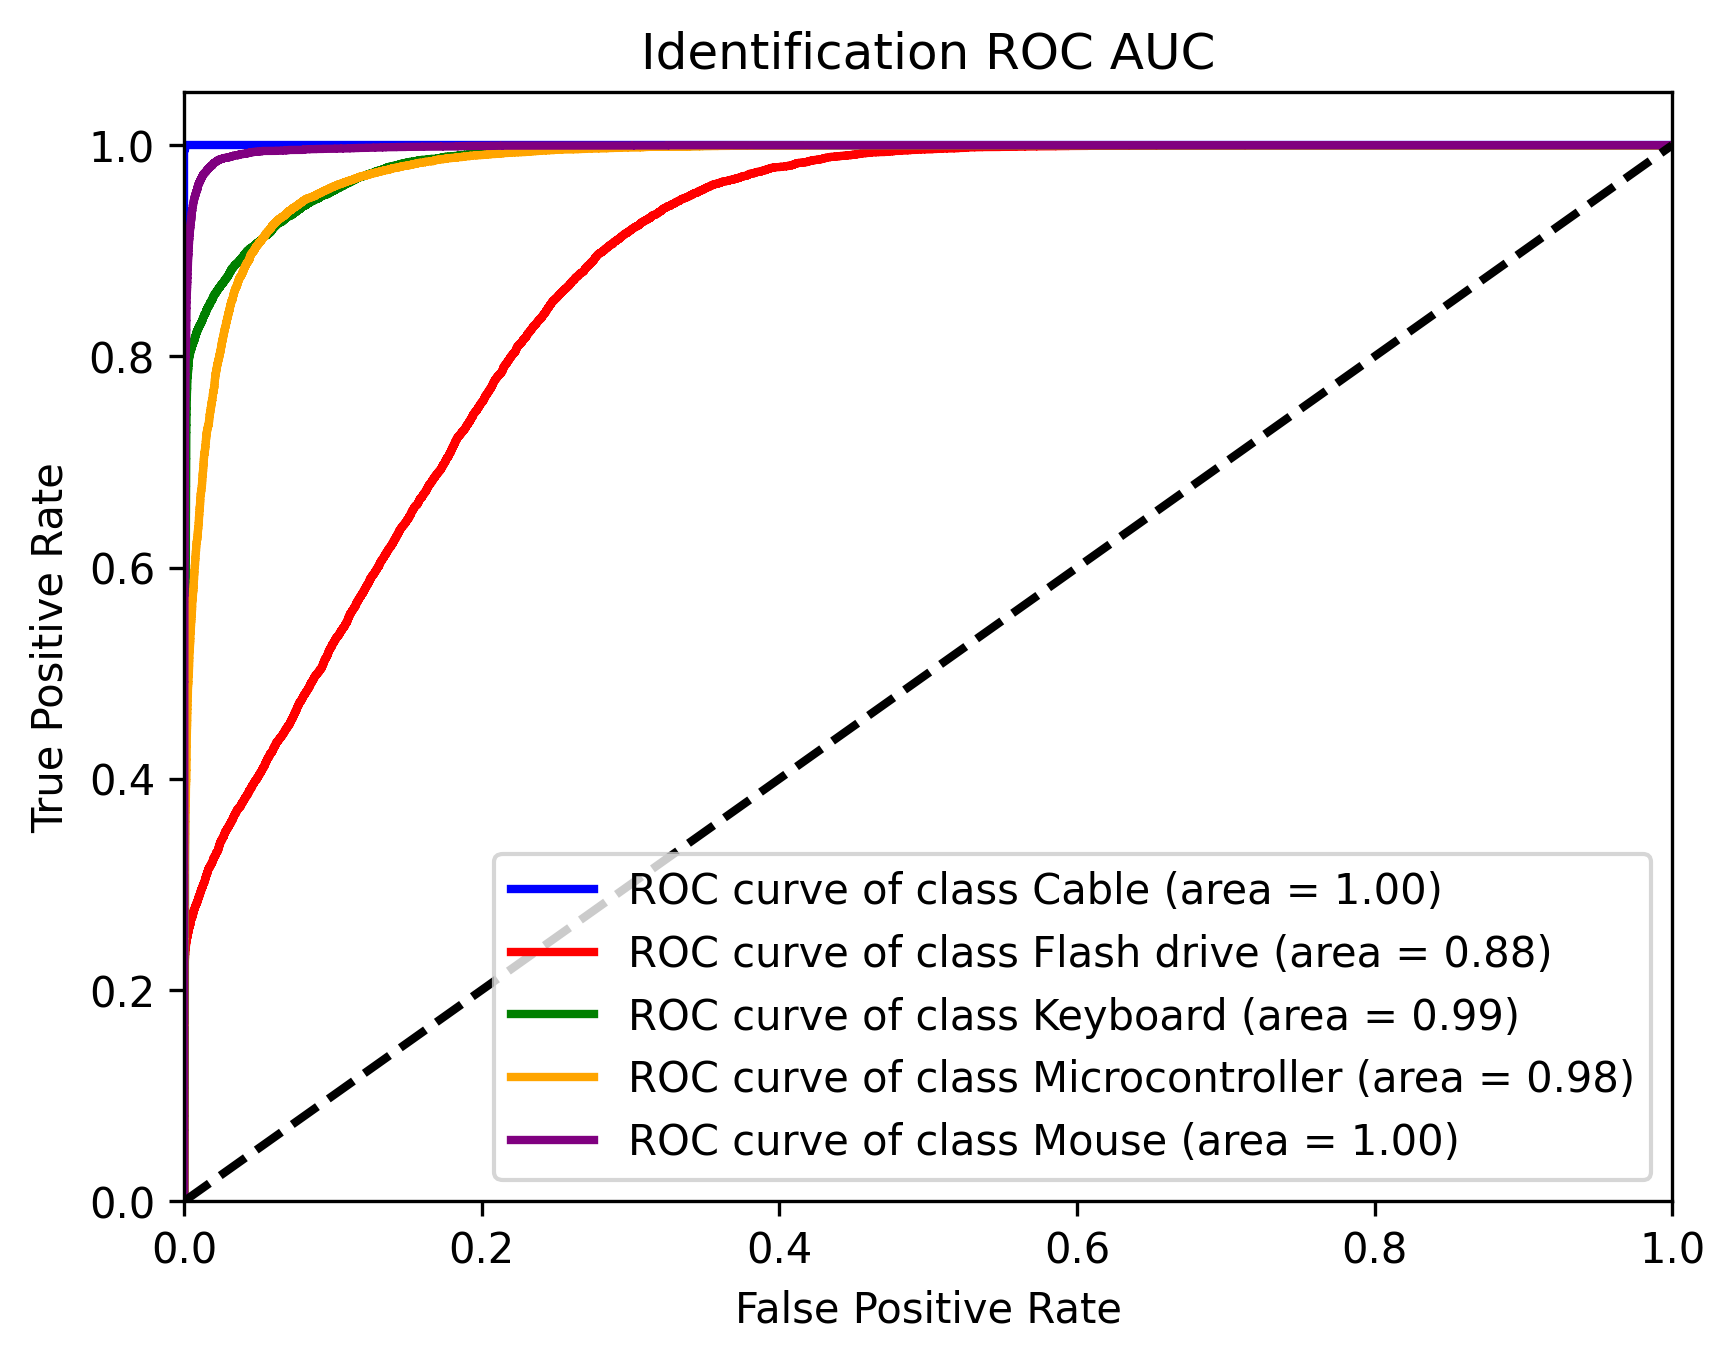 Identification ROC AUC
True Positive Rate
1.0
0.8
0.6
0.4
0.2
0.0
ROC curve of class Cable (area = 1.00)
ROC curve of class Flash drive (area = 0.88)
ROC curve of class Keyboard (area = 0.99)
ROC curve of class Microcontroller (area = 0.98)
ROC curve of class Mouse (area = 1.00)
0.0 0.2 0.4 0.6 0.8 1.0
False Positive Rate